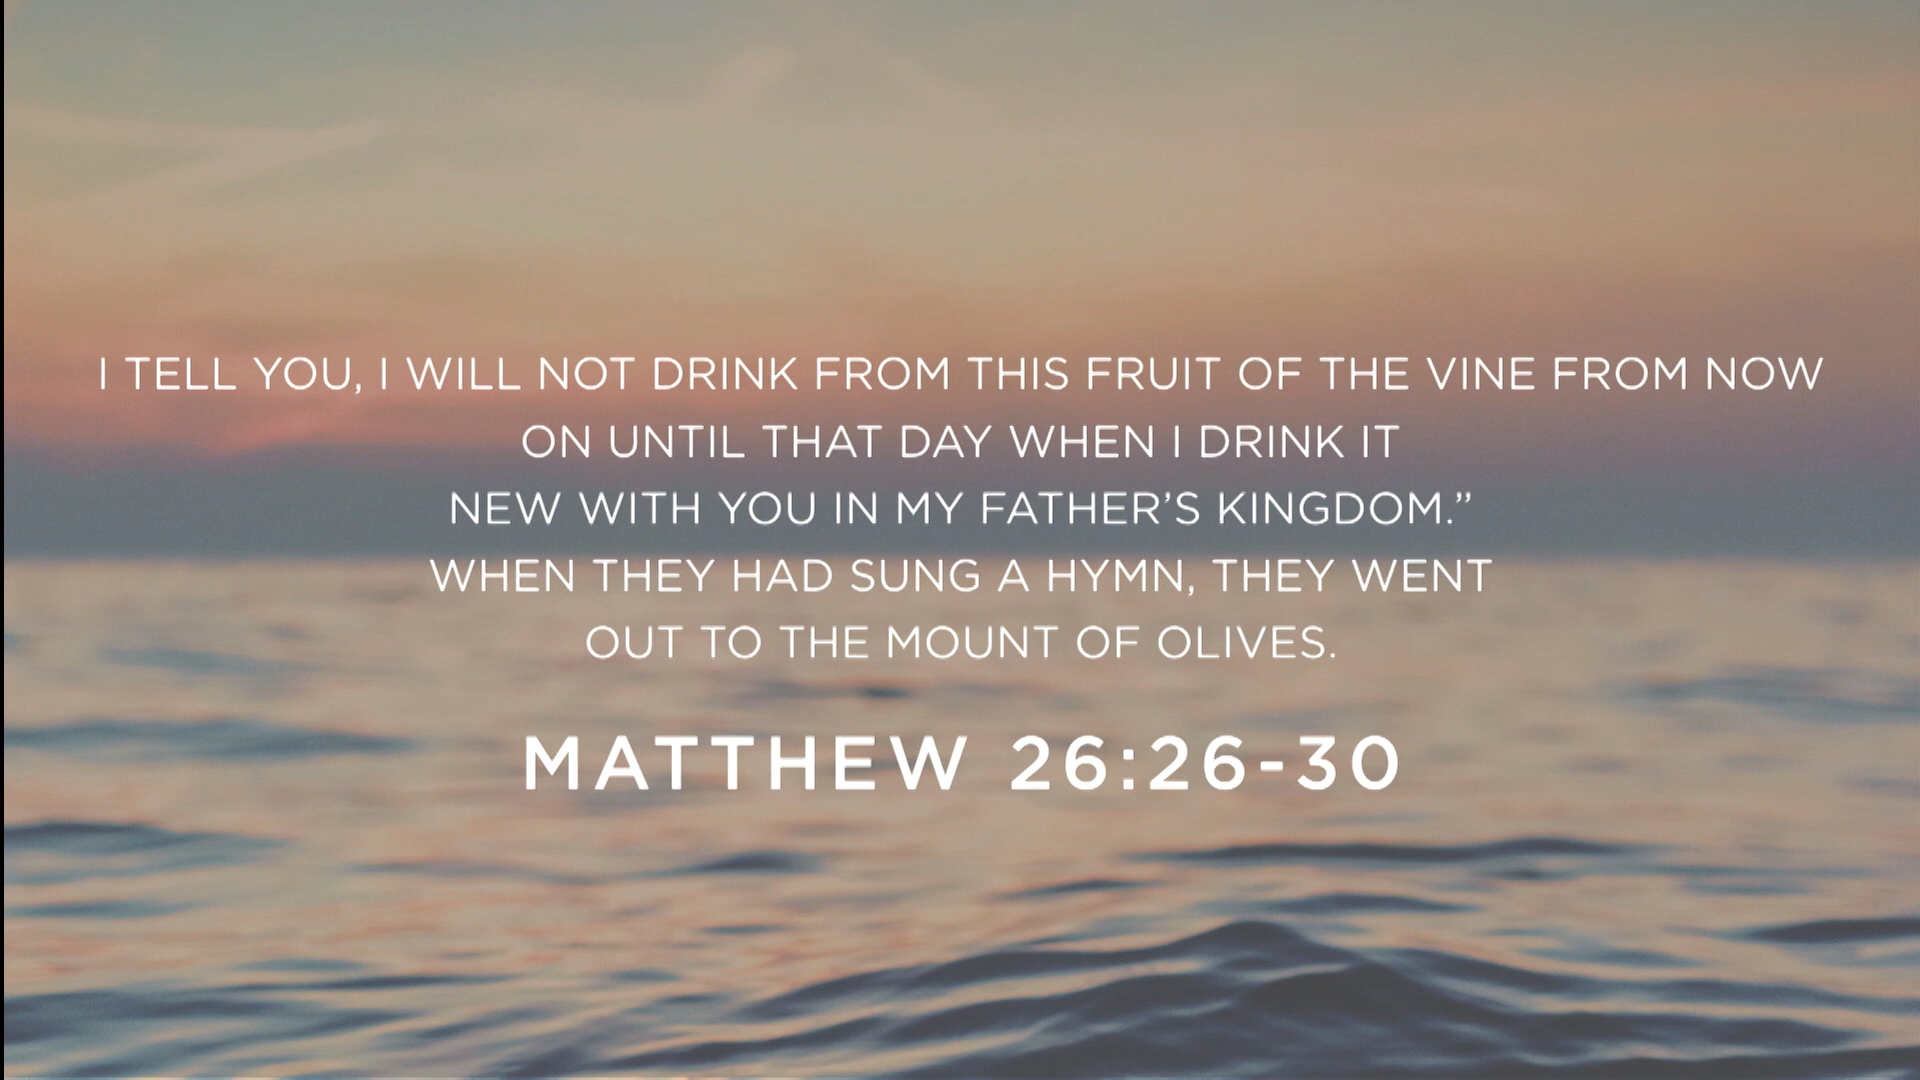 I TELL YOU, I WILL NOT DRINK FROM THIS FRUIT OF THE VINE FROM NOW
ON UNTIL THAT DAY WHEN I DRINK IT
NEW WITH YOU IN MY FATHER’S KINGDOM.”
WHEN THEY HAD SUNG A HYMN, THEY WENT
OUT TO THE MOUNT OF OLIVES.
MATTHEW 26:26-30